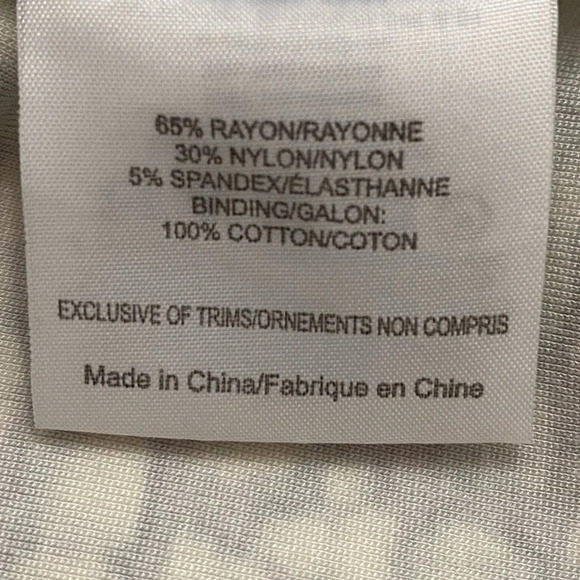 65% RAYON/RAYONNE
30% NYLON/NYLON
5% SPANDEX/ÉLASTHANNE
BINDING/GALON:
100% COTTON/COTON
EXCLUSIVE OF TRIMS/ORNEMENTS NON COMPRIS
Made in China/Fabrique en Chine